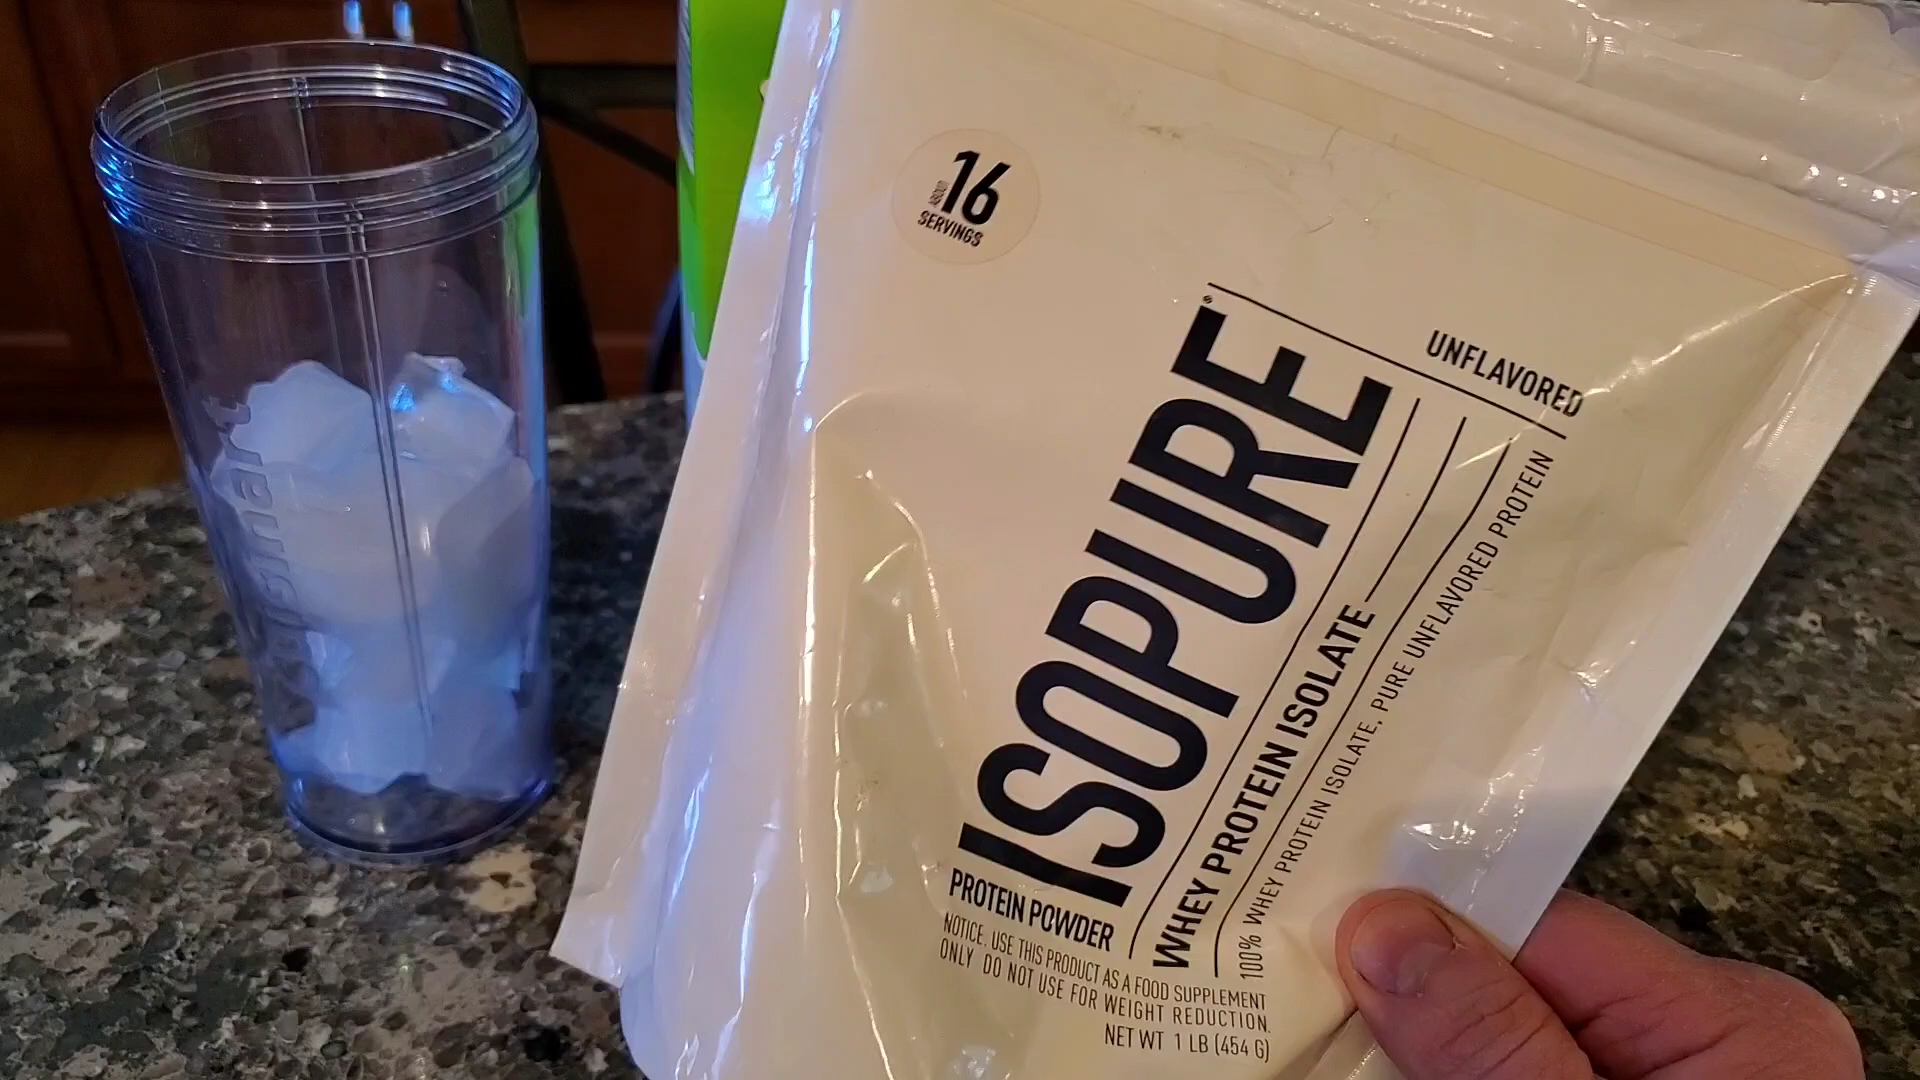 ABOUT
16
SERVINGS
UNFLAVORED
ISOPURE®
WHEY PROTEIN ISOLATE
100% WHEY PROTEIN ISOLATE, PURE UNFLAVORED PROTEIN
PROTEIN POWDER
NOTICE. USE THIS PRODUCT AS A FOOD SUPPLEMENT
ONLY DO NOT USE FOR WEIGHT REDUCTION.
NET WT 1 LB (454 G)